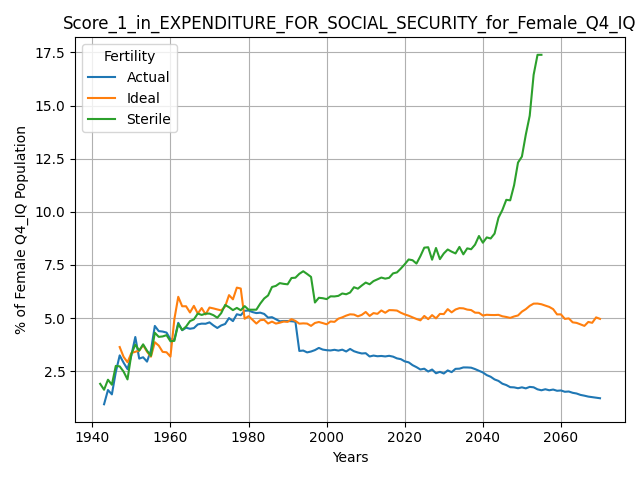 Score_1_in_EXPENDITURE_FOR_SOCIAL_SECURITY_for_Female_Q4_IQ
Fertility
Actual
Ideal
Sterile
17.5
15.0
12.5
10.0
7.5
5.0
2.5
% of Female Q4_IQ Population
1940 1960 1980 2000 2020 2040 2060
Years